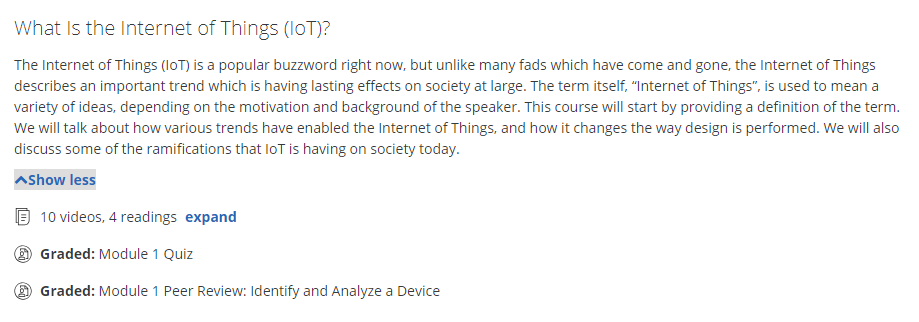 What Is the Internet of Things (IoT)?
The Internet of Things (IoT) is a popular buzzword right now, but unlike many fads which have come and gone, the Internet of Things
describes an important trend which is having lasting effects on society at large. The term itself, “Internet of Things”, is used to mean a
variety of ideas, depending on the motivation and background of the speaker. This course will start by providing a definition of the term.
We will talk about how various trends have enabled the Internet of Things, and how it changes the way design is performed. We will also
discuss some of the ramifications that IoT is having on society today.
Show less
10 videos, 4 readings expand
Graded: Module 1 Quiz
Graded: Module 1 Peer Review: Identify and Analyze a Device